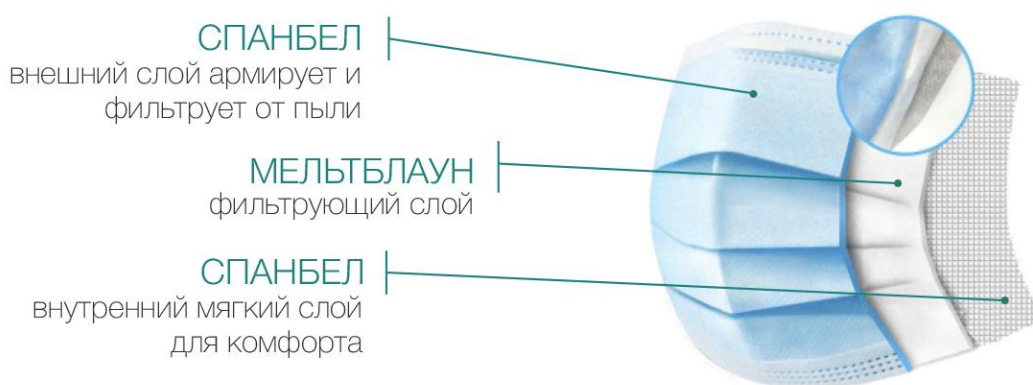 СПАНБЕЛ
внешний слой армирует и
фильтрует от пыли
МЕЛЬТБЛАУН
фильтрующий слой
СПАНБЕЛ
внутренний мягкий слой
для комфорта